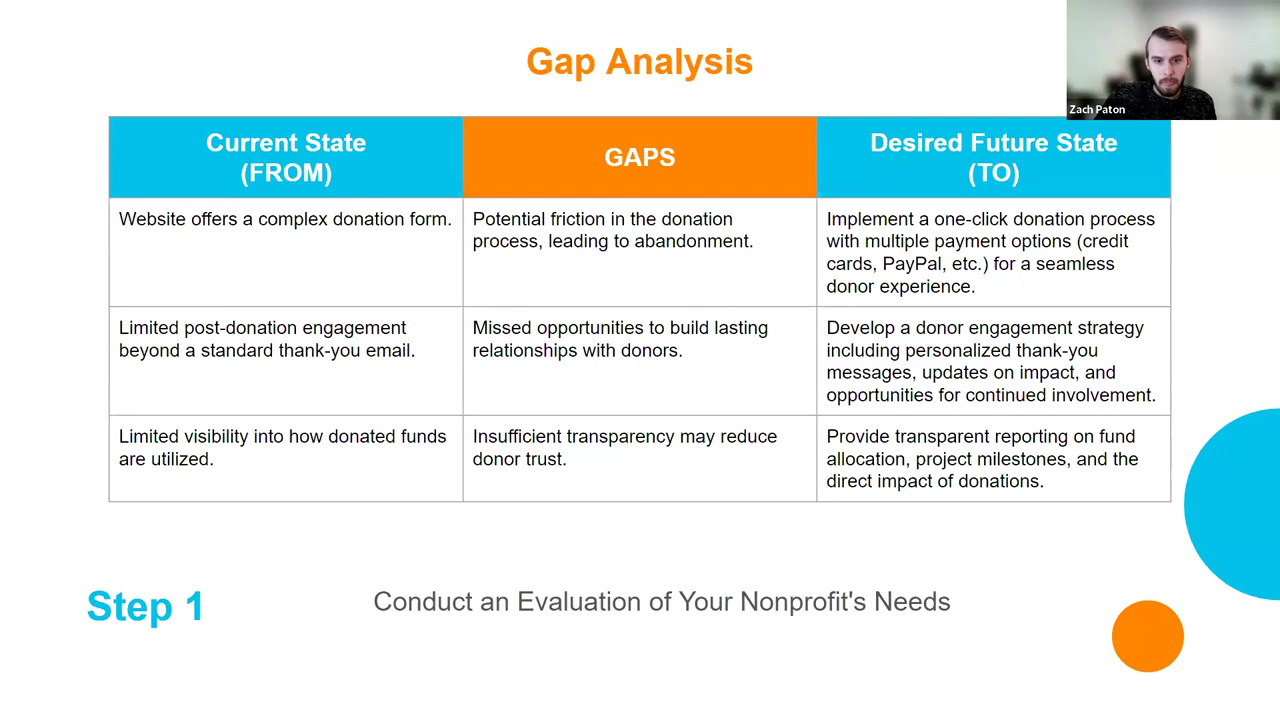 Gap Analysis
Zach Paton
Current State
(FROM)
GAPS
Desired Future State
(TO)
Website offers a complex donation form.
Potential friction in the donation
process, leading to abandonment.
Implement a one-click donation process
with multiple payment options (credit
cards, PayPal, etc.) for a seamless
donor experience.
Limited post-donation engagement
beyond a standard thank-you email.
Missed opportunities to build lasting
relationships with donors.
Develop a donor engagement strategy
including personalized thank-you
messages, updates on impact, and
opportunities for continued involvement.
Limited visibility into how donated funds
are utilized.
Insufficient transparency may reduce
donor trust.
Provide transparent reporting on fund
allocation, project milestones, and the
direct impact of donations.
Step 1
Conduct an Evaluation of Your Nonprofit's Needs